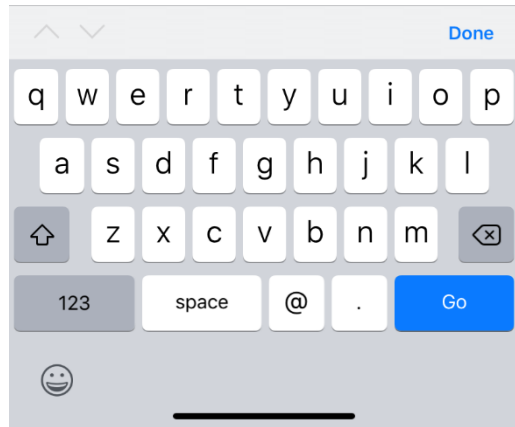 Done
q w e r t y u i o p
a s d f g h j k l
z x c v b n m
123 space @ . Go